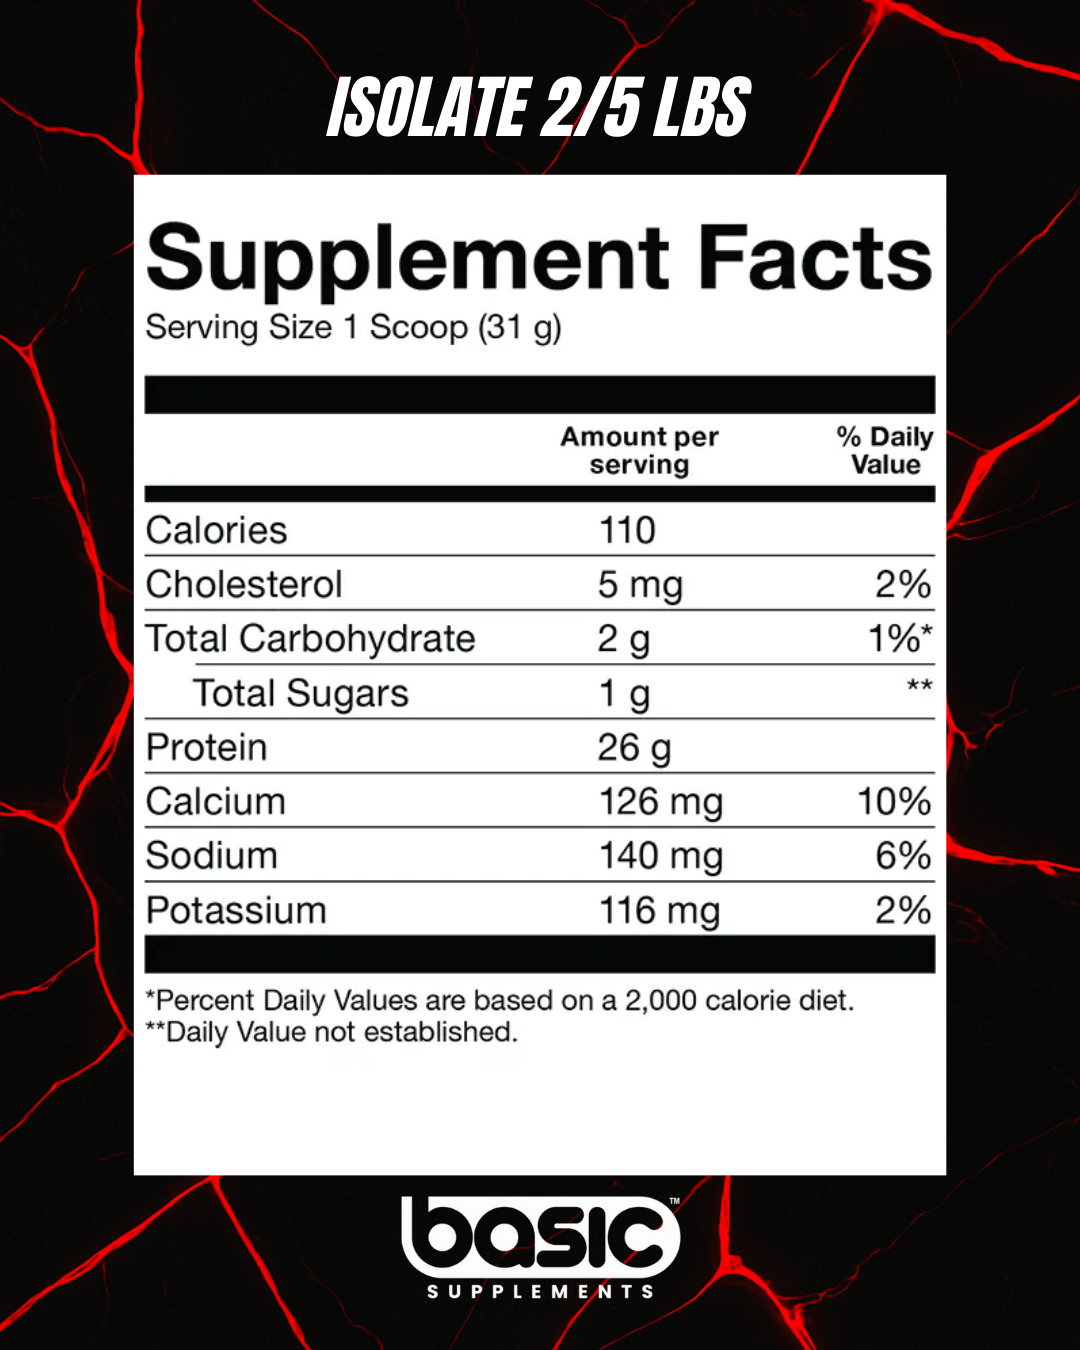 ISOLATE 2/5 LBS
Supplement Facts
Serving Size 1 Scoop (31 g)
Amount per serving % Daily Value
Calories 110
Cholesterol 5 mg 2%
Total Carbohydrate 2 g 1%*
Total Sugars 1 g **
Protein 26 g
Calcium 126 mg 10%
Sodium 140 mg 6%
Potassium 116 mg 2%
*Percent Daily Values are based on a 2,000 calorie diet.
**Daily Value not established.
basic™
SUPPLEMENTS